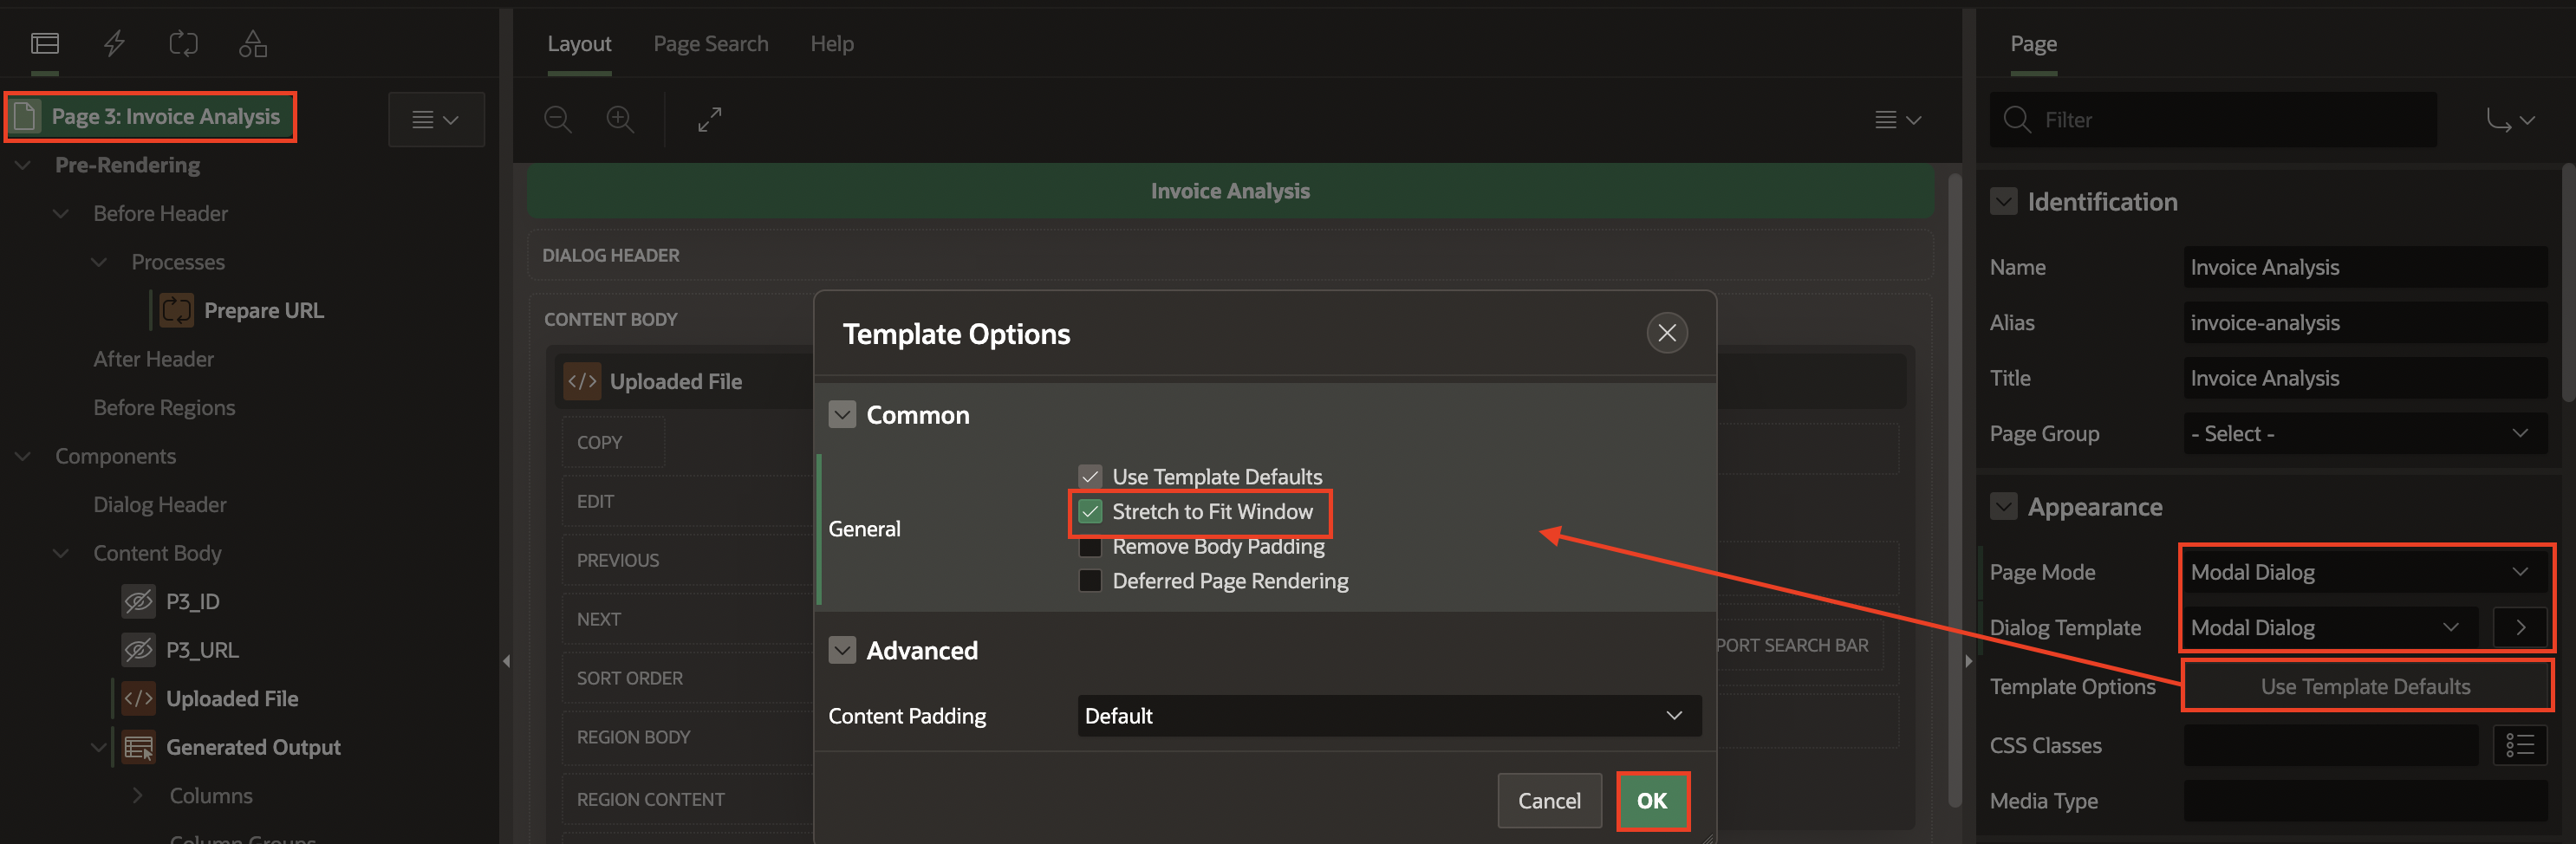 Page 3: Invoice Analysis
Pre-Rendering
Before Header
Processes
Prepare URL
After Header
Before Regions
Components
Dialog Header
Content Body
P3_ID
P3_URL
Uploaded File
Generated Output
Columns
Column Groups
Layout Page Search Help
Invoice Analysis
DIALOG HEADER
CONTENT BODY
Uploaded File
COPY
EDIT
PREVIOUS
NEXT
SORT ORDER
REGION BODY
REGION CONTENT
PORT SEARCH BAR
Template Options
Common
General
Use Template Defaults
Stretch to Fit Window
Remove Body Padding
Deferred Page Rendering
Advanced
Content Padding Default
Cancel OK
Page
Filter
Identification
Name Invoice Analysis
Alias invoice-analysis
Title Invoice Analysis
Page Group - Select -
Appearance
Page Mode Modal Dialog
Dialog Template Modal Dialog
Template Options Use Template Defaults
CSS Classes
Media Type